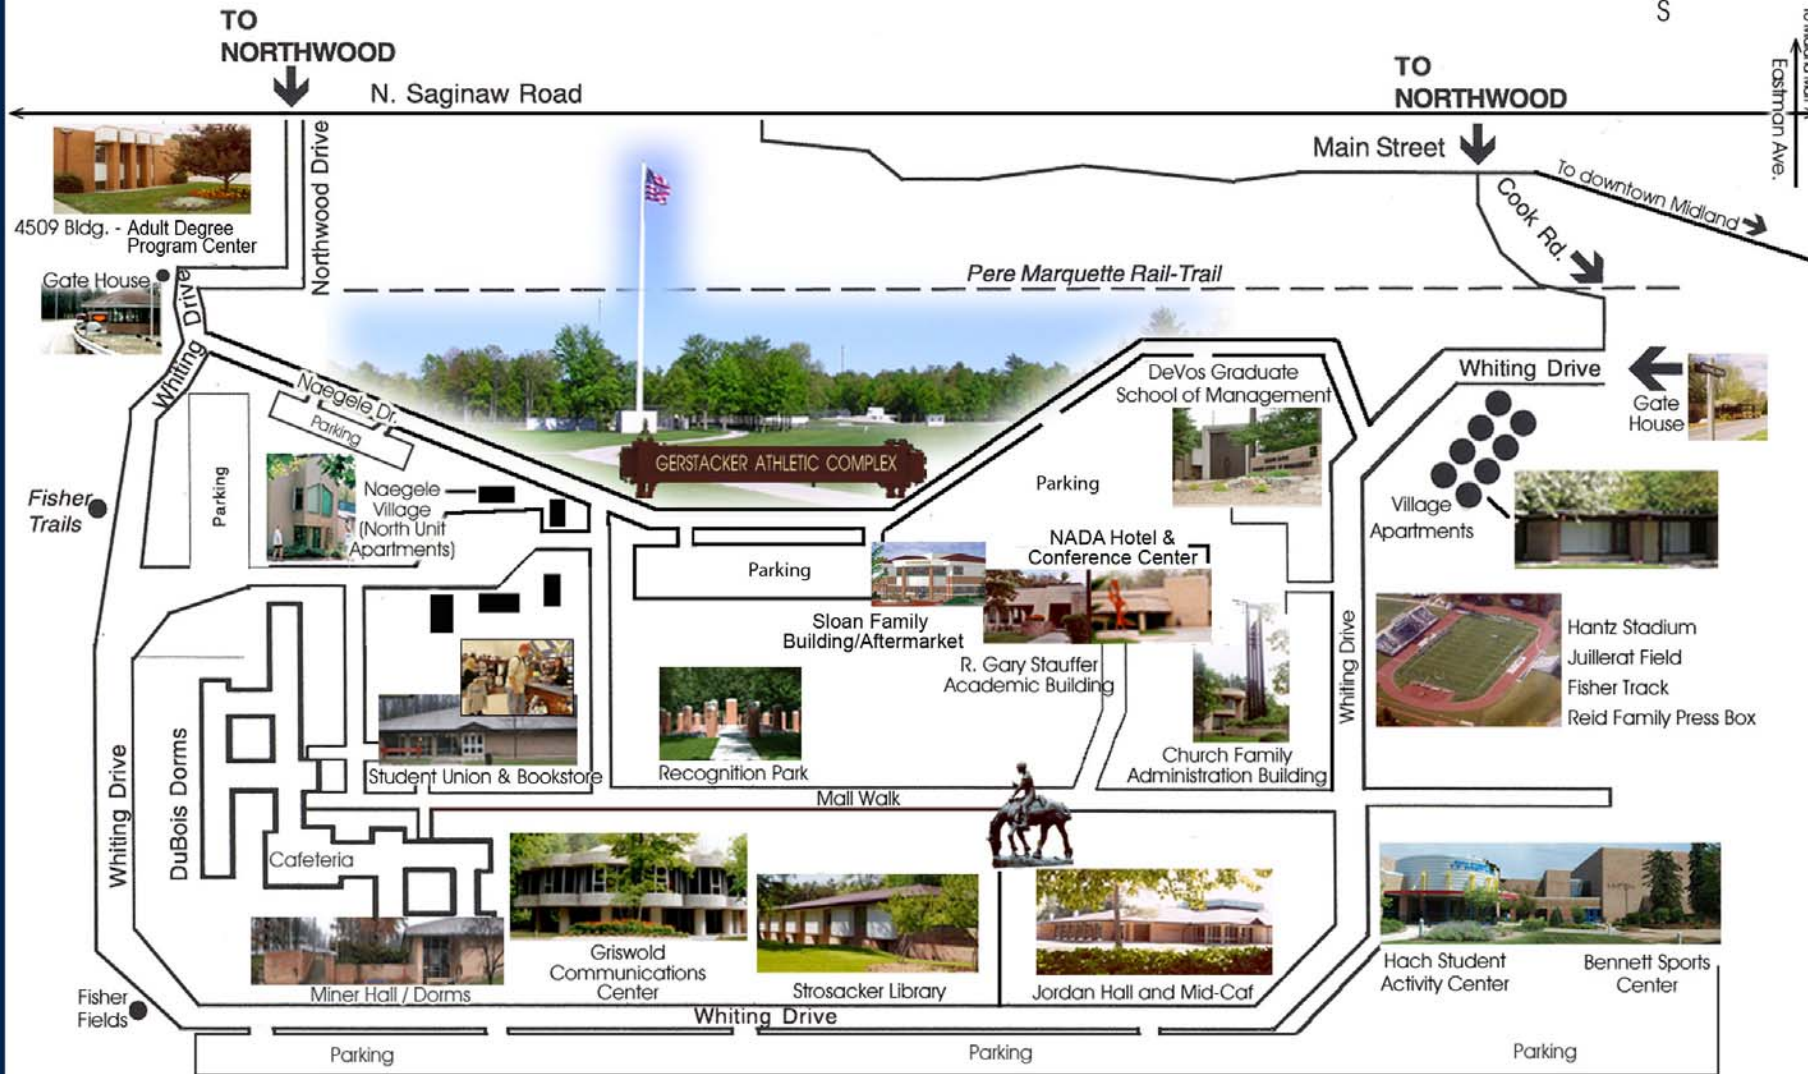 S
TO
NORTHWOOD
N. Saginaw Road
TO
NORTHWOOD
Eastman Ave.
Main Street
To downtown Midland
Cook Rd.
Northwood Drive
4509 Bldg. - Adult Degree
Program Center
Gate House
Whiting Drive
Pere Marquette Rail-Trail
Naegele Dr.
Parking
Parking
GERSTACKER ATHLETIC COMPLEX
DeVos Graduate
School of Management
Whiting Drive
Gate
House
Fisher
Trails
Naegele
Village
(North Unit
Apartments)
Parking
Village
Apartments
NADA Hotel &
Conference Center
Parking
Sloan Family
Building/Aftermarket
R. Gary Stauffer
Academic Building
Whiting Drive
Hantz Stadium
Juillerat Field
Fisher Track
Reid Family Press Box
Whiting Drive
DuBois Dorms
Student Union & Bookstore
Recognition Park
Church Family
Administration Building
Mall Walk
Cafeteria
Griswold
Communications
Center
Miner Hall / Dorms
Strosacker Library
Jordan Hall and Mid-Caf
Hach Student
Activity Center
Bennett Sports
Center
Fisher
Fields
Whiting Drive
Parking
Parking
Parking